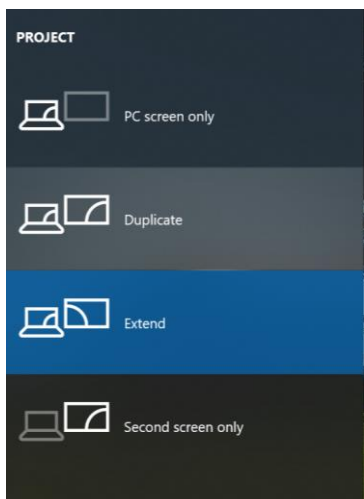 PROJECT
PC screen only
Duplicate
Extend
Second screen only